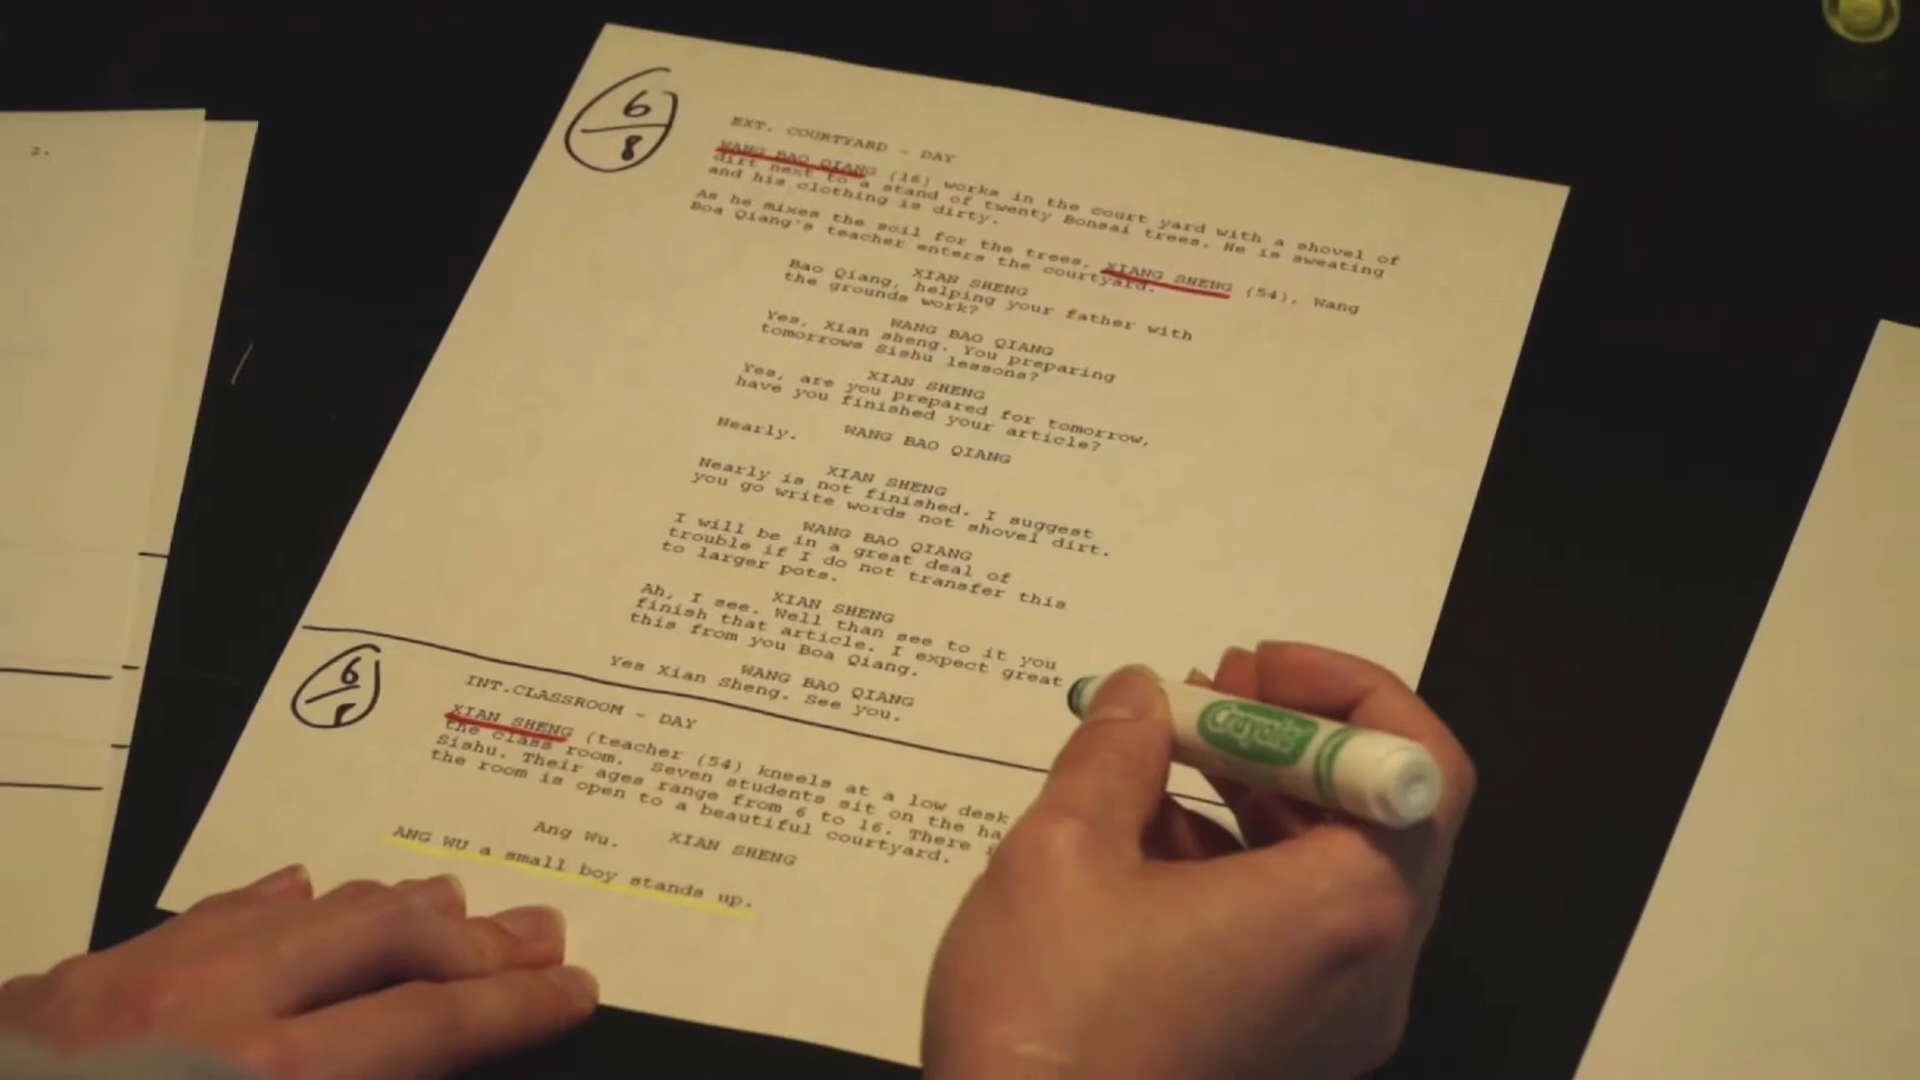 2.
6
8
EXT. COURTYARD - DAY
WANG BAO QIANG (16) works in the court yard with a shovel of
dirt next to a stand of twenty Bonsai trees. He is sweating
and his clothing is dirty.
As he mixes the soil for the trees, XIANG SHENG (54), Wang
Boa Qiang's teacher enters the courtyard.
XIAN SHENG
Bao Qiang, helping your father with
the grounds work?
WANG BAO QIANG
Yes, Xian sheng. You preparing
tomorrows Sishu lessons?
XIAN SHENG
Yes, are you prepared for tomorrow,
have you finished your article?
WANG BAO QIANG
Nearly.
XIAN SHENG
Nearly is not finished. I suggest
you go write words not shovel dirt.
WANG BAO QIANG
I will be in a great deal of
trouble if I do not transfer this
to larger pots.
XIAN SHENG
Ah, I see. Well than see to it you
finish that article. I expect great
this from you Boa Qiang.
WANG BAO QIANG
Yes Xian Sheng. See you.
6
INT.CLASSROOM - DAY
XIAN SHENG (teacher (54) kneels at a low desk
the class room. Seven students sit on the
Sishu. Their ages range from 6 to 16. There
the room is open to a beautiful courtyard.
XIAN SHENG
Ang Wu.
ANG WU a small boy stands up.
Crayola